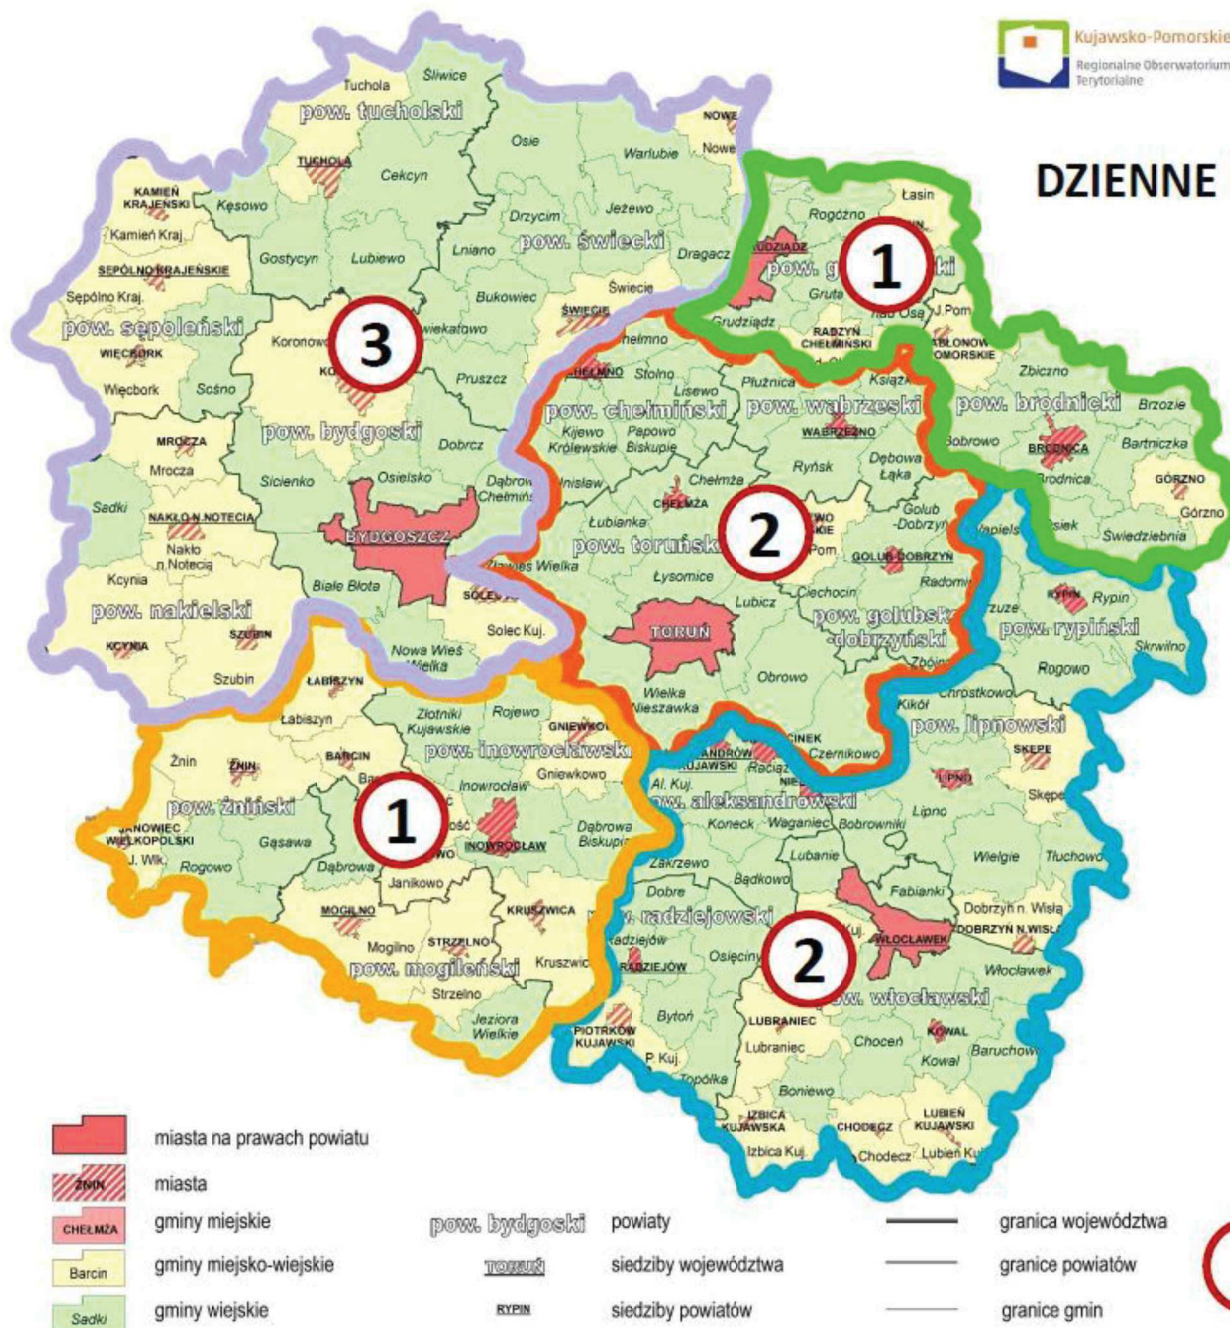 Kujawsko-Pomorskie
Regionalne Obserwatorium
Terytorialne
DZIENNE
Tuchola
Śliwice
pow. tucholski
TUCHOLA
Osie
Warlubie
NOWE
Nowe
Cekcyn
KAMIEŃ
KRAJEŃSKI
Kęsowo
Drzycim
Jeżewo
Kamień Kraj.
Lniano
pow. świecki
Dragacz
Gostycyn
Lubiewo
SĘPÓLNO KRAJEŃSKIE
Sępólno Kraj.
pow. sępoleński
Bukowiec
Świecie
ŚWIECIE
WIĘCBORK
Więcbork
Koronowo
3
Pruszcz
Sośno
pow. bydgoski
Dobrcz
MROCZA
Mrocza
Sicienko
Osielsko
Sadki
NAKŁO N.NOTECIĄ
Nakło
n.Notecią
BYDGOSZCZ
Kcynia
Białe Błota
pow. nakielski
SZUBIN
KCYNIA
Szubin
Solec Kuj.
Nowa Wieś
Wielka
Łasin
Rogóźno
1
Gruta
Grudziądz
RADZYŃ
CHEŁMIŃSKI
J.Pom
Zbiczno
pow. brodnicki
Brzozie
Bobrowo
BRODNICA
Bartniczka
Brodnica
GÓRZNO
Górzno
Świedziebnia
CHEŁMNO
Stolno
Lisewo
Płużnica
pow. chełmiński
pow. wąbrzeski
Kijewo
Królewskie
Papowo
Biskupie
WĄBRZEŹNO
Ryńsk
Dębowa
Łąka
Chełmża
CHEŁMŻA
2
Łubianka
Golub
-Dobrzyń
pow. toruński
GOLUB-DOBRZYŃ
Łysomice
Ciechocin
Lubicz
TORUŃ
pow. golubsk
-dobrzyński
Obrowo
Wielka
Nieszawka
Czernikowo
RYPIN
Rypin
pow. rypiński
Skrwilno
Rogowo
Chrostkowo
Kikół
pow. lipnowski
SKĘPE
LIPNO
Skępe
Wielgie
Tłuchowo
Dobrzyń n. Wisłą
ŁABISZYN
Łabiszyn
Złotniki
Kujawskie
Rojewo
pow. inowrocławski
Gniewkowo
Żnin
ŻNIN
BARCIN
pow. żniński
Inowrocław
1
INOWROCŁAW
Dąbrowa
Biskupia
Gąsawa
J. Wlk.
Rogowo
Dąbrowa
Janikowo
MOGILNO
KRUSZWICA
Mogilno
STRZELNO
pow. mogileński
Strzelno
Jeziora
Wielkie
Al. Kuj.
Koneck
Waganiec
Bobrowniki
Zakrzewo
Lubanie
Bądkowo
Dobre
Fabianki
2
WŁOCŁAWEK
RADZIEJÓW
Osięciny
Włocławek
PIOTRKÓW
KUJAWSKI
Bytoń
LUBRANIEC
Lubraniec
Choceń
KOWAL
Kowal
P. Kuj.
Topólka
Boniewo
IZBICA
KUJAWSKA
Izbica Kuj.
CHODECZ
Chodecz
LUBIEŃ
KUJAWSKI
miasta na prawach powiatu
ŻNIN
miasta
CHEŁMŻA
gminy miejskie
Barcin
gminy miejsko-wiejskie
Sadki
gminy wiejskie
pow. bydgoski
powiaty
TORUŃ
siedziby województwa
RYPIN
siedziby powiatów
granica województwa
granice powiatów
granice gmin